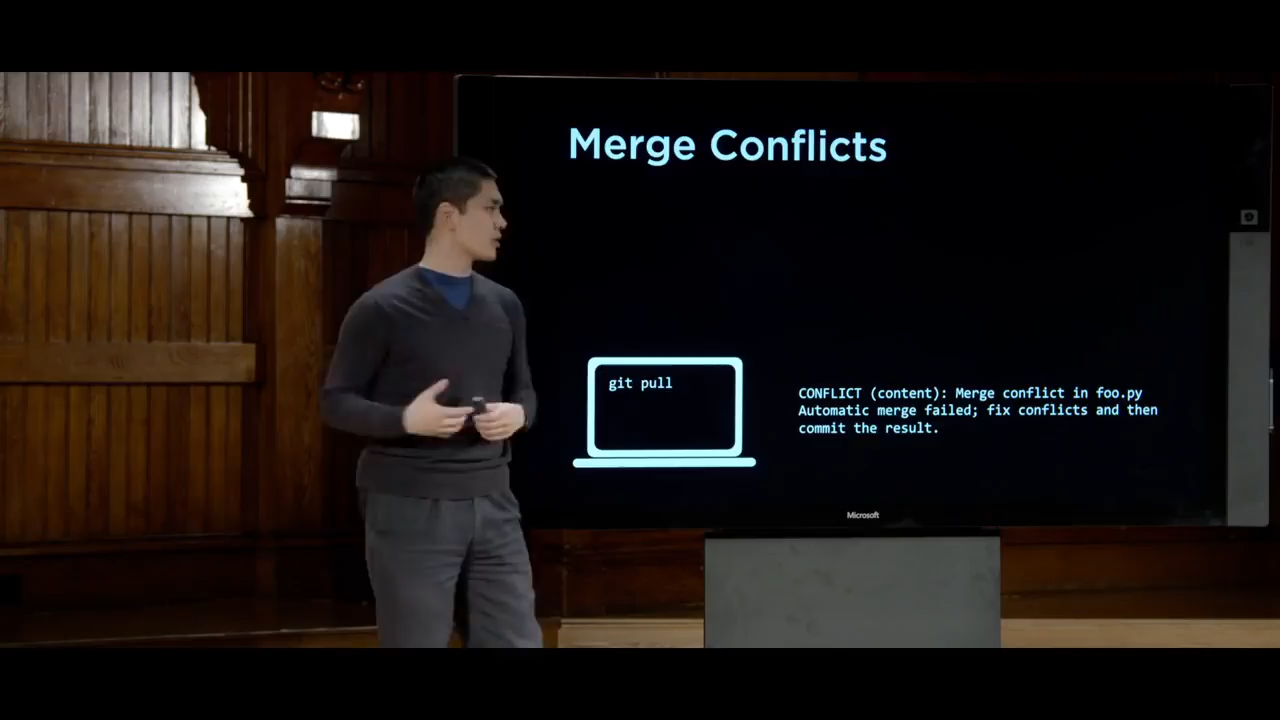 Merge Conflicts
git pull
CONFLICT (content): Merge conflict in foo.py
Automatic merge failed; fix conflicts and then
commit the result.
Microsoft